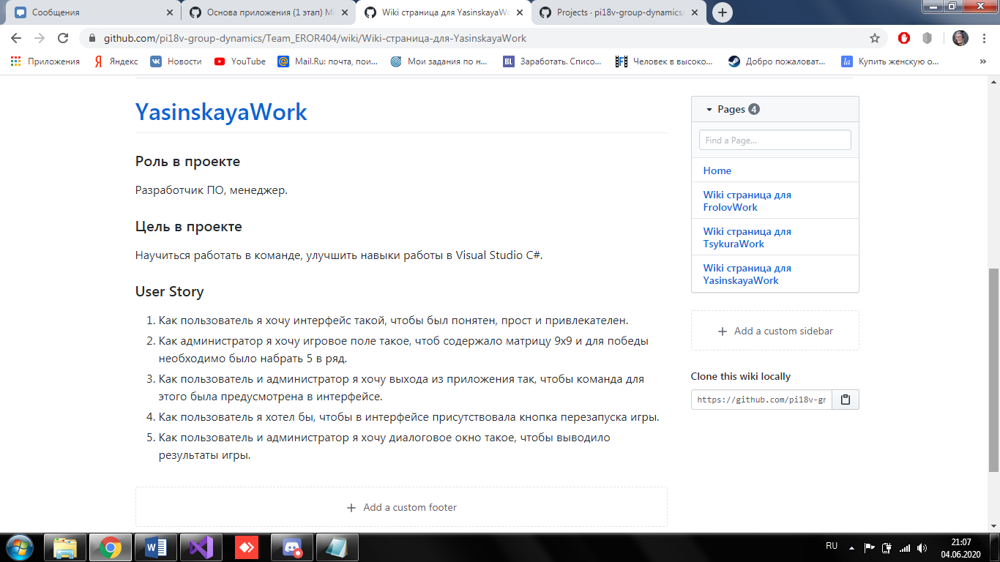 Сообщения
Основа приложения (1 этап) Mi
Wiki страница для YasinskayaWo
Projects · pi18v-group-dynamics/
github.com/pi18v-group-dynamics/Team_EROR404/wiki/Wiki-страница-для-YasinskayaWork
Приложения
Яндекс
Новости
YouTube
Mail.Ru: почта, пои...
Мои задания по н...
BL Заработать. Списо...
Человек в высоко...
Добро пожаловат...
la Купить женскую о...
»
YasinskayaWork
Роль в проекте
Разработчик ПО, менеджер.
Цель в проекте
Научиться работать в команде, улучшить навыки работы в Visual Studio C#.
User Story
1. Как пользователь я хочу интерфейс такой, чтобы был понятен, прост и привлекателен.
2. Как администратор я хочу игровое поле такое, чтоб содержало матрицу 9x9 и для победы
необходимо было набрать 5 в ряд.
3. Как пользователь и администратор я хочу выхода из приложения так, чтобы команда для
этого была предусмотрена в интерфейсе.
4. Как пользователь я хотел бы, чтобы в интерфейсе присутствовала кнопка перезапуска игры.
5. Как пользователь и администратор я хочу диалоговое окно такое, чтобы выводило
результаты игры.
Add a custom footer
Pages 4
Find a Page...
Home
Wiki страница для
FrolovWork
Wiki страница для
TsykuraWork
Wiki страница для
YasinskayaWork
Add a custom sidebar
Clone this wiki locally
https://github.com/pi18v-gr
RU
21:07
04.06.2020